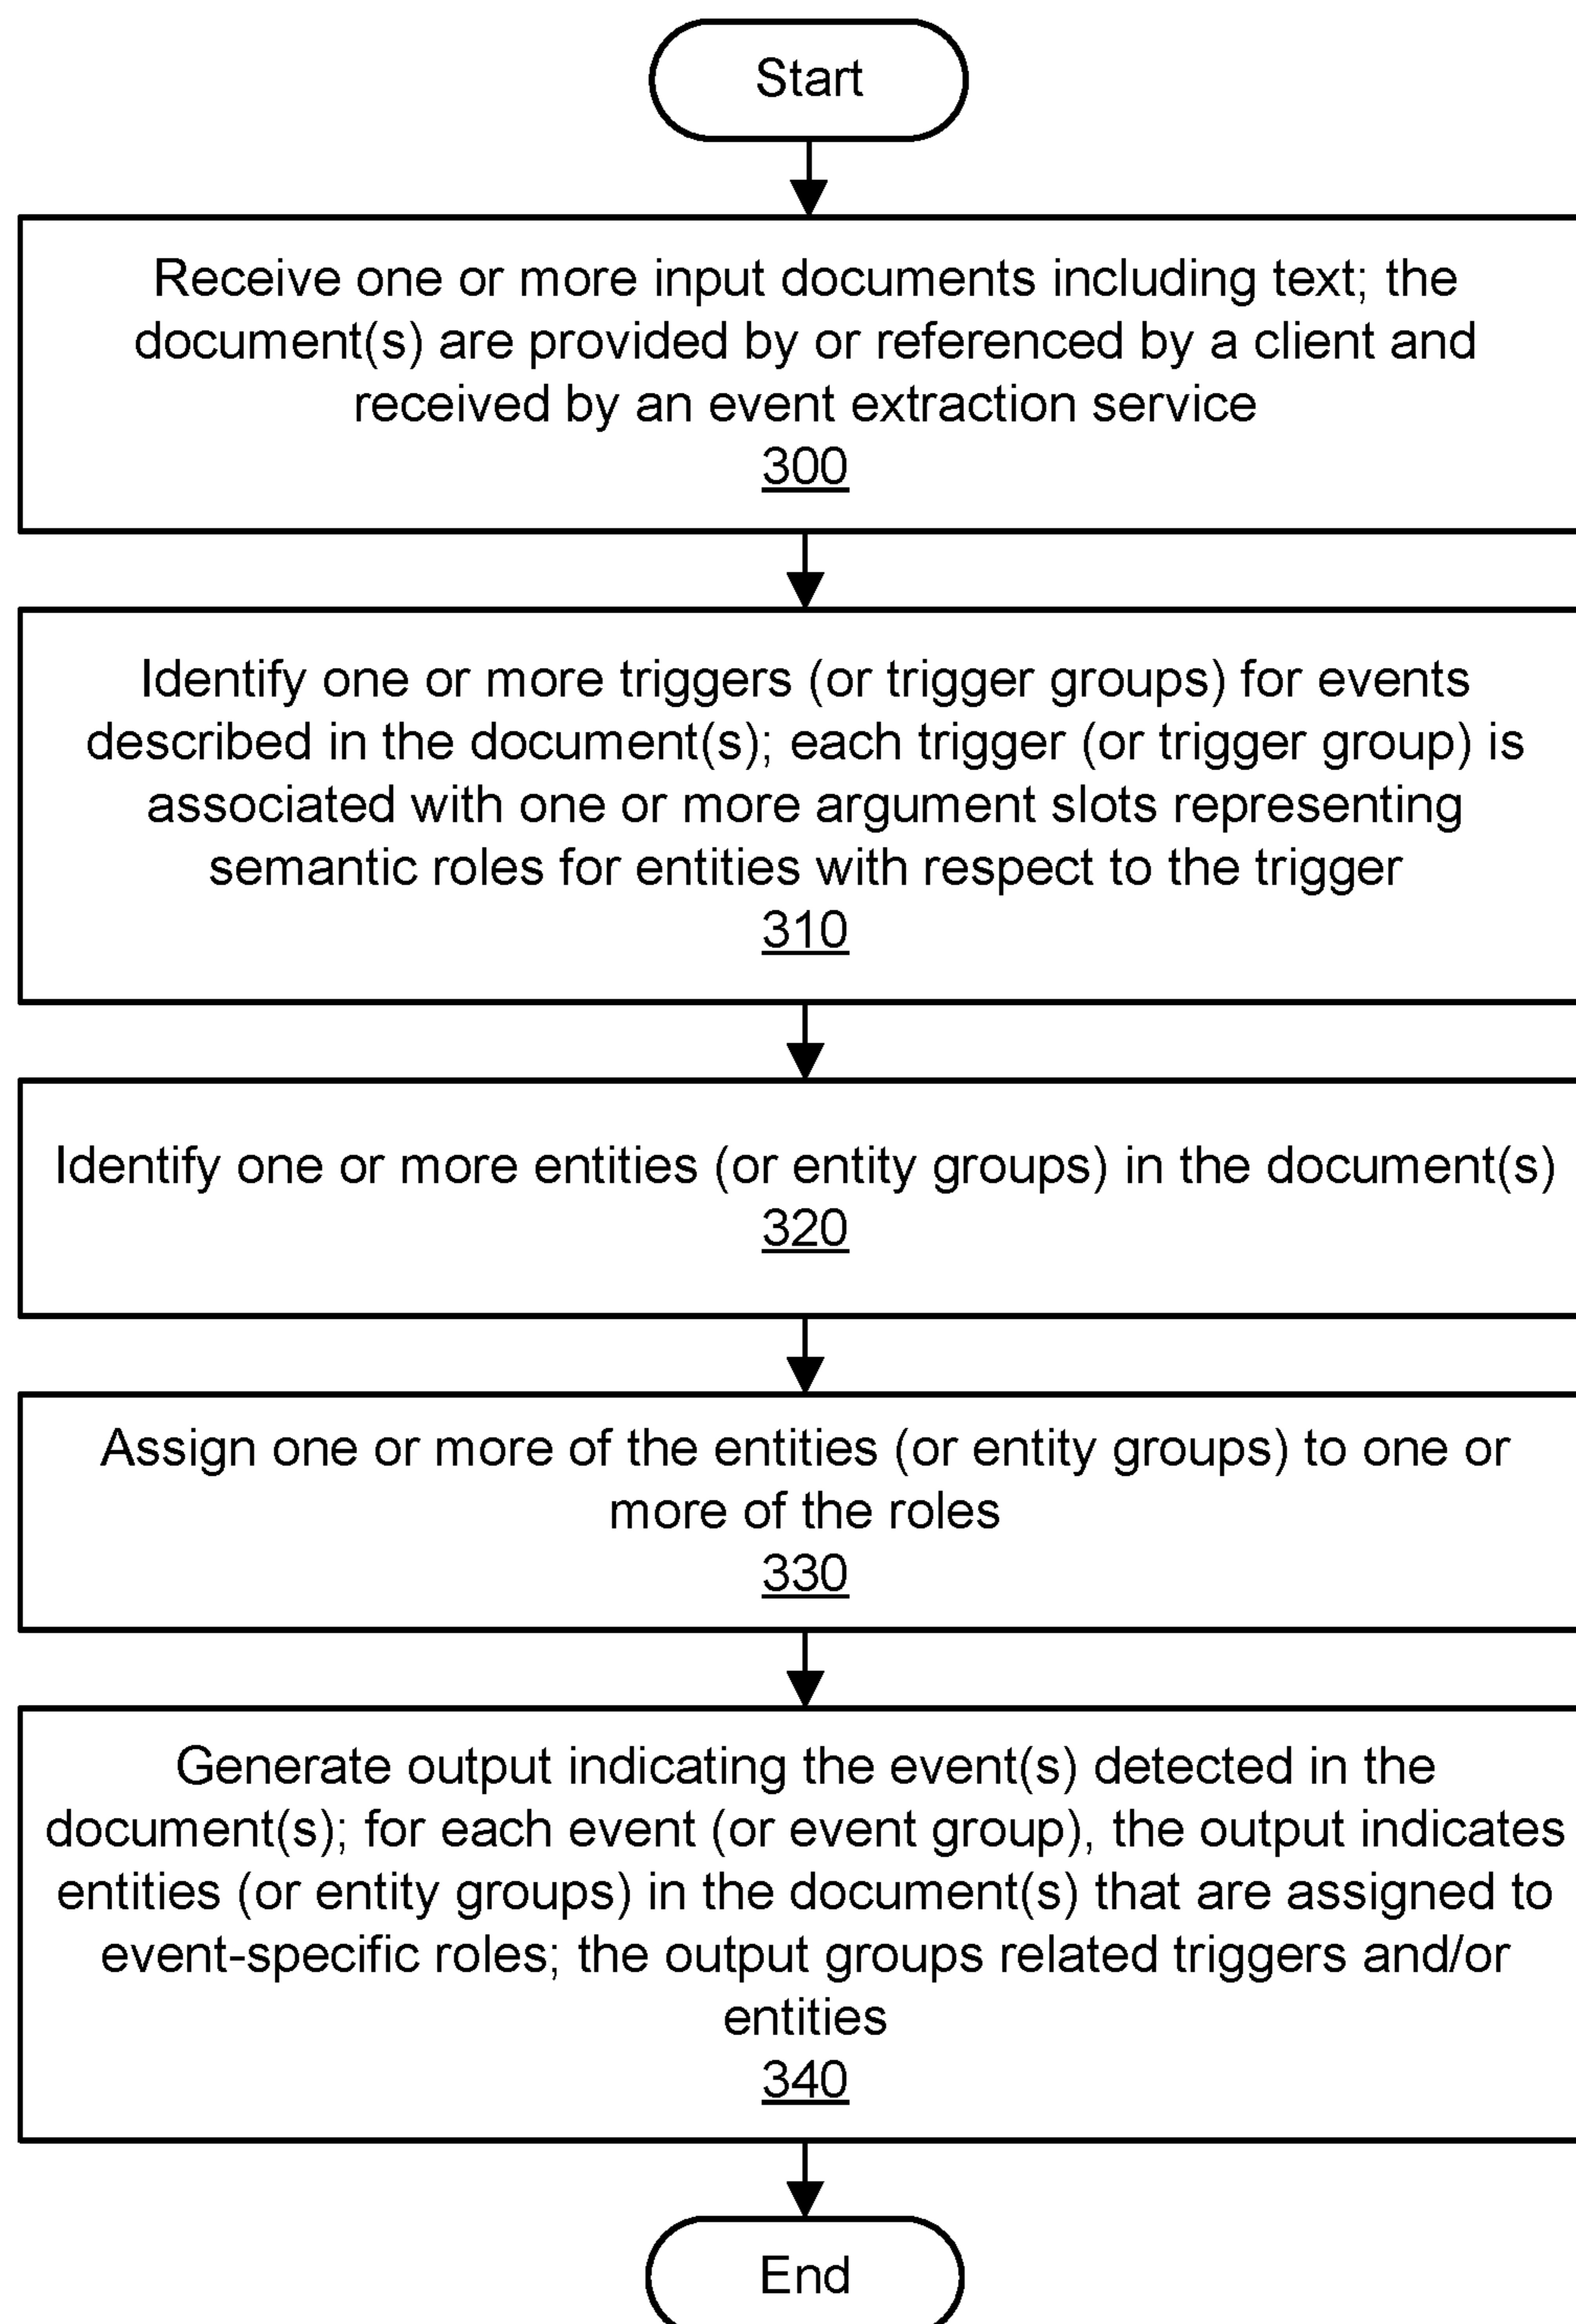 Start
Receive one or more input documents including text; the
document(s) are provided by or referenced by a client and
received by an event extraction service
300
Identify one or more triggers (or trigger groups) for events
described in the document(s); each trigger (or trigger group) is
associated with one or more argument slots representing
semantic roles for entities with respect to the trigger
310
Identify one or more entities (or entity groups) in the document(s)
320
Assign one or more of the entities (or entity groups) to one or
more of the roles
330
Generate output indicating the event(s) detected in the
document(s); for each event (or event group), the output indicates
entities (or entity groups) in the document(s) that are assigned to
event-specific roles; the output groups related triggers and/or
entities
340
End